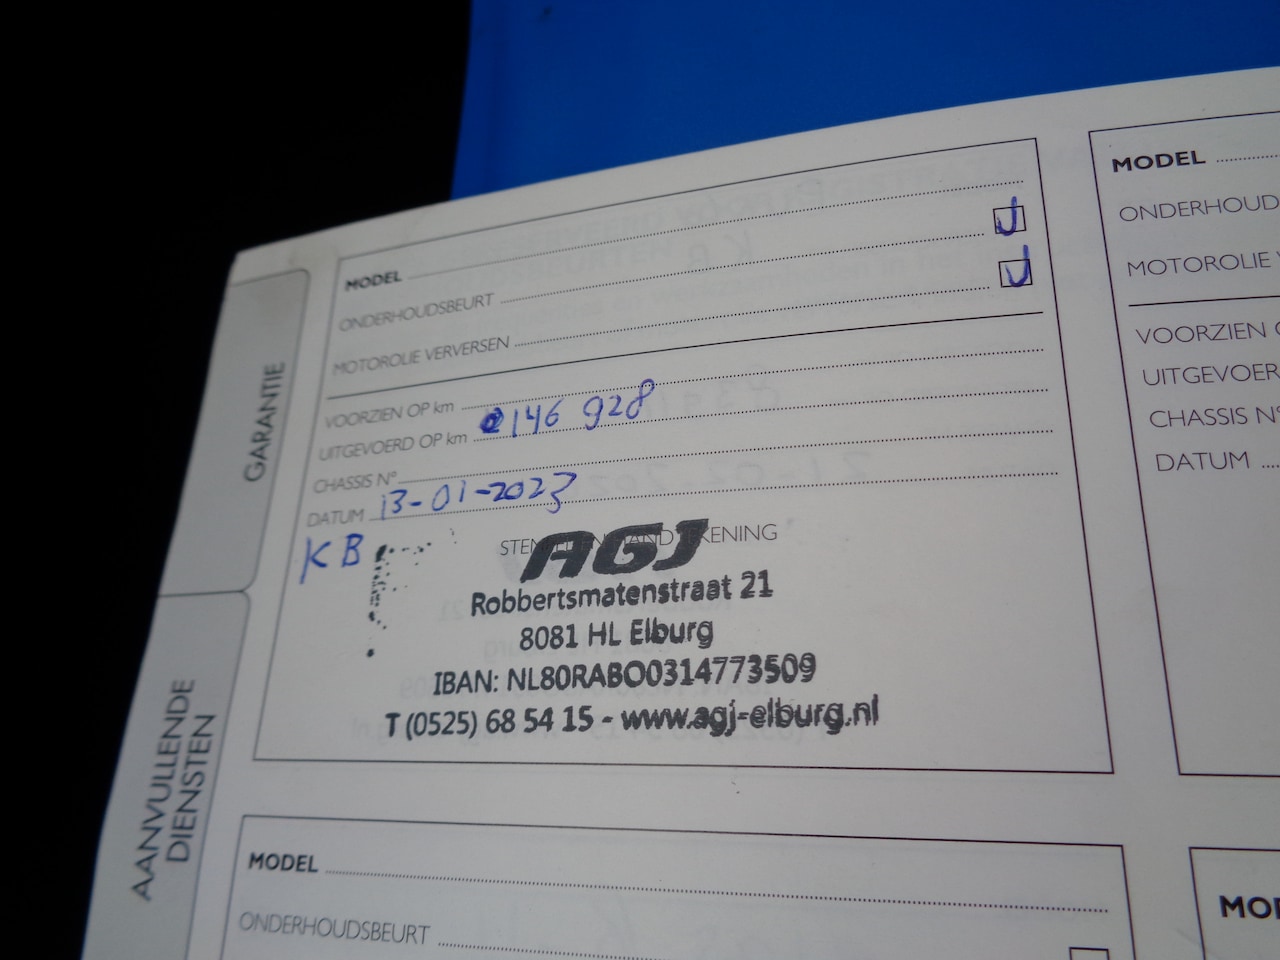 GARANTIE
AANVULLENDE
DIENSTEN
MODEL
ONDERHOUDSBEURT
MOTOROLIE VERVERSEN
VOORZIEN OP km
UITGEVOERD OP km 146 928
CHASSIS N°
DATUM 13-01-2023
KB
AGJ
Robbertsmatenstraat 21
8081 HL Elburg
IBAN: NL80RABO0314773509
T (0525) 68 54 15 - www.agj-elburg.nl
MODEL
ONDERHOUD
MOTOROLIE V
VOORZIEN O
UITGEVOER
CHASSIS N°
DATUM
MODEL
ONDERHOUDSBEURT
MOD